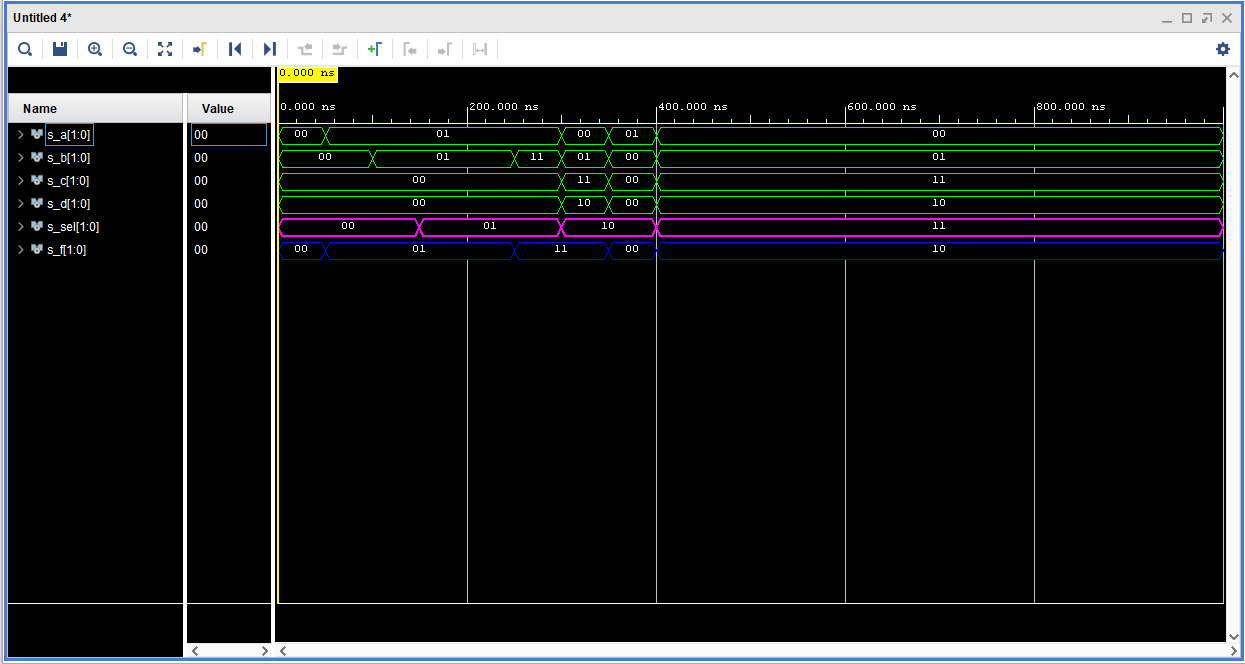 Untitled 4*
0.000 ns
Name Value
0.000 ns 200.000 ns 400.000 ns 600.000 ns 800.000 ns
s_a[1:0] 00 00 01 00 01 00
s_b[1:0] 00 00 01 11 01 00 01
s_c[1:0] 00 00 11 00 11
s_d[1:0] 00 00 10 00 10
s_sel[1:0] 00 00 01 10 11
s_f[1:0] 00 00 01 11 00 10